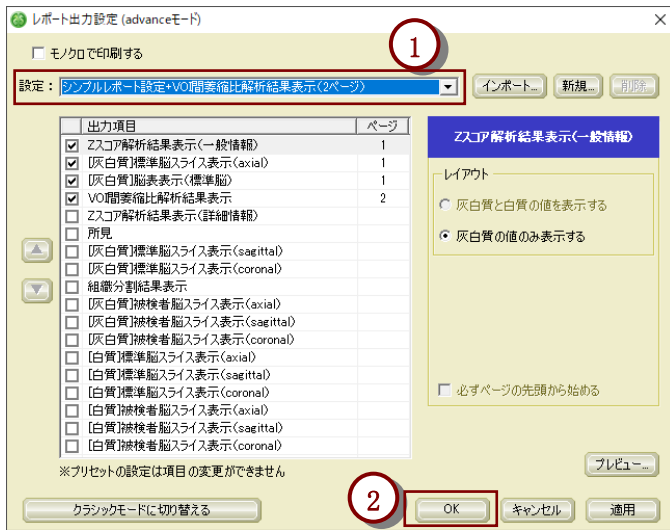 レポート出力設定 (advanceモード)
モノクロで印刷する
1
設定： シンプルレポート設定+VOI間萎縮比解析結果表示(2ページ) インポート... 新規... 削除
出力項目 ページ
Zスコア解析結果表示(一般情報) 1
[灰白質]標準脳スライス表示(axial) 1
[灰白質]脳表表示(標準脳) 1
VOI間萎縮比解析結果表示 2
Zスコア解析結果表示(詳細情報)
所見
[灰白質]標準脳スライス表示(sagittal)
[灰白質]標準脳スライス表示(coronal)
組織分割結果表示
[灰白質]被検者脳スライス表示(axial)
[灰白質]被検者脳スライス表示(sagittal)
[灰白質]被検者脳スライス表示(coronal)
[白質]標準脳スライス表示(axial)
[白質]標準脳スライス表示(sagittal)
[白質]標準脳スライス表示(coronal)
[白質]被検者脳スライス表示(axial)
[白質]被検者脳スライス表示(sagittal)
[白質]被検者脳スライス表示(coronal)
※プリセットの設定は項目の変更ができません
Zスコア解析結果表示(一般情報)
レイアウト
灰白質と白質の値を表示する
灰白質の値のみ表示する
必ずページの先頭から始める
プレビュー...
クラシックモードに切り替える
2
OK キャンセル 適用